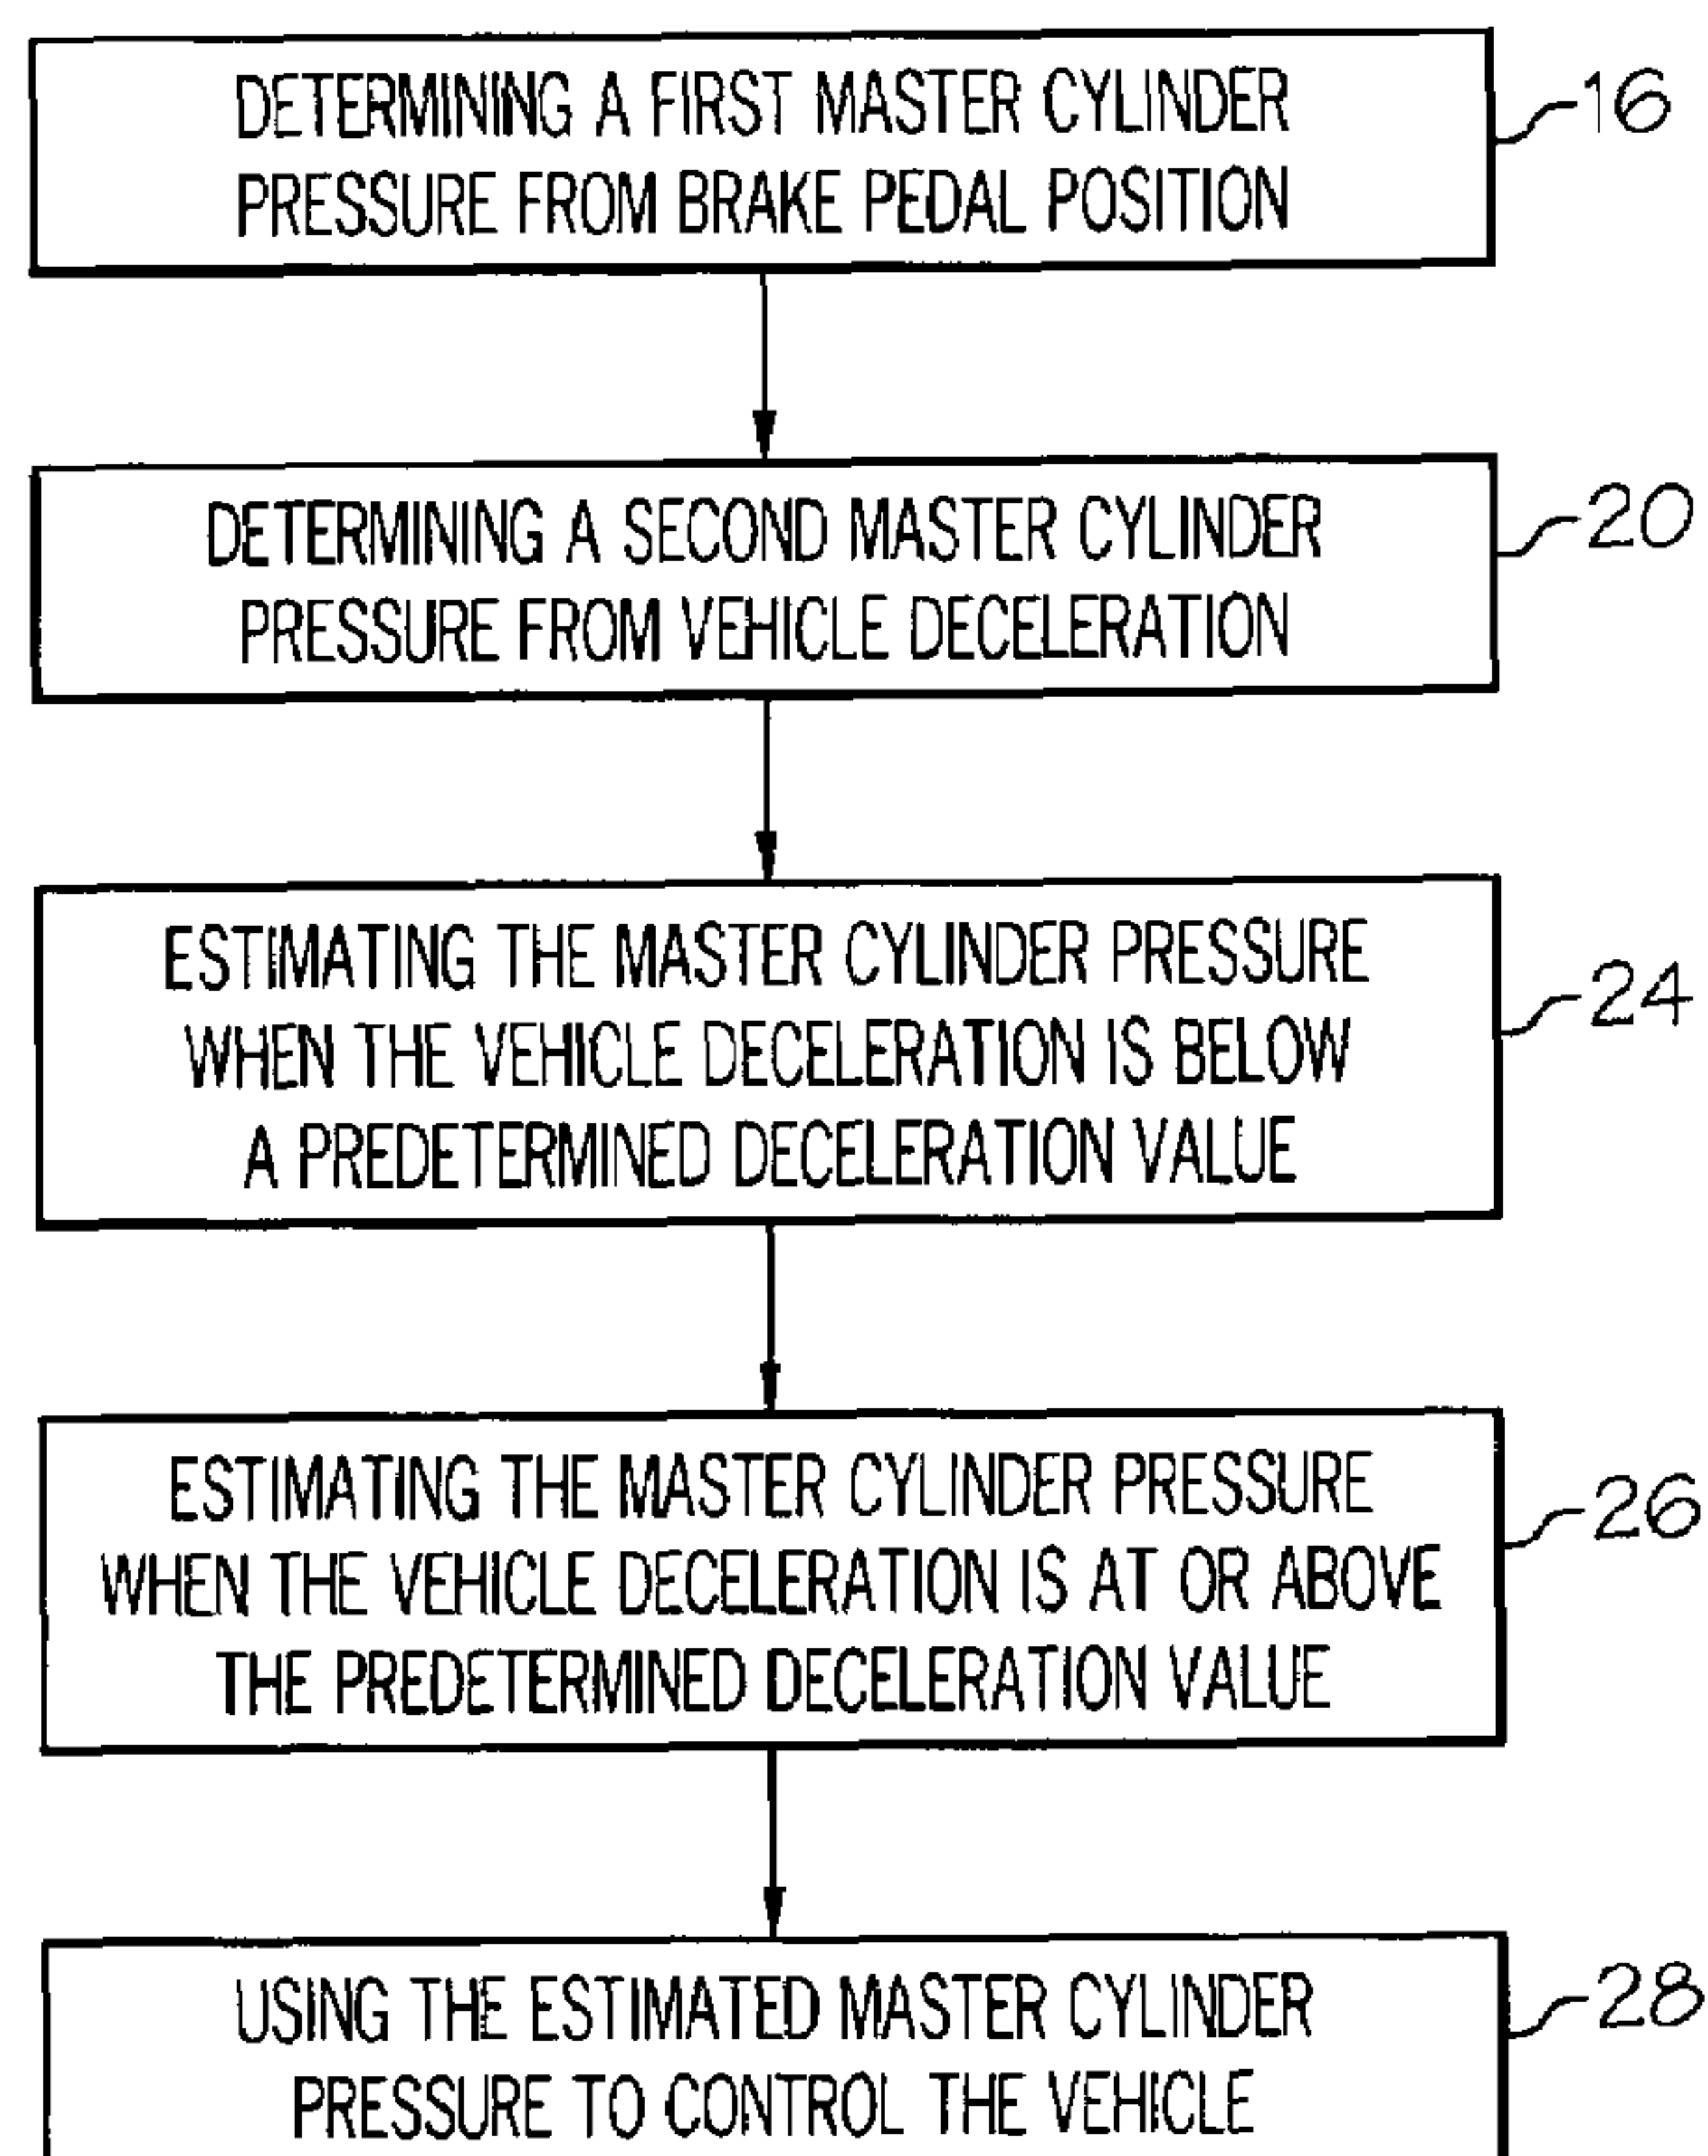 DETERMINING A FIRST MASTER CYLINDER
PRESSURE FROM BRAKE PEDAL POSITION
16
DETERMINING A SECOND MASTER CYLINDER
PRESSURE FROM VEHICLE DECELERATION
20
ESTIMATING THE MASTER CYLINDER PRESSURE
WHEN THE VEHICLE DECELERATION IS BELOW
A PREDETERMINED DECELERATION VALUE
24
ESTIMATING THE MASTER CYLINDER PRESSURE
WHEN THE VEHICLE DECELERATION IS AT OR ABOVE
THE PREDETERMINED DECELERATION VALUE
26
USING THE ESTIMATED MASTER CYLINDER
PRESSURE TO CONTROL THE VEHICLE
28